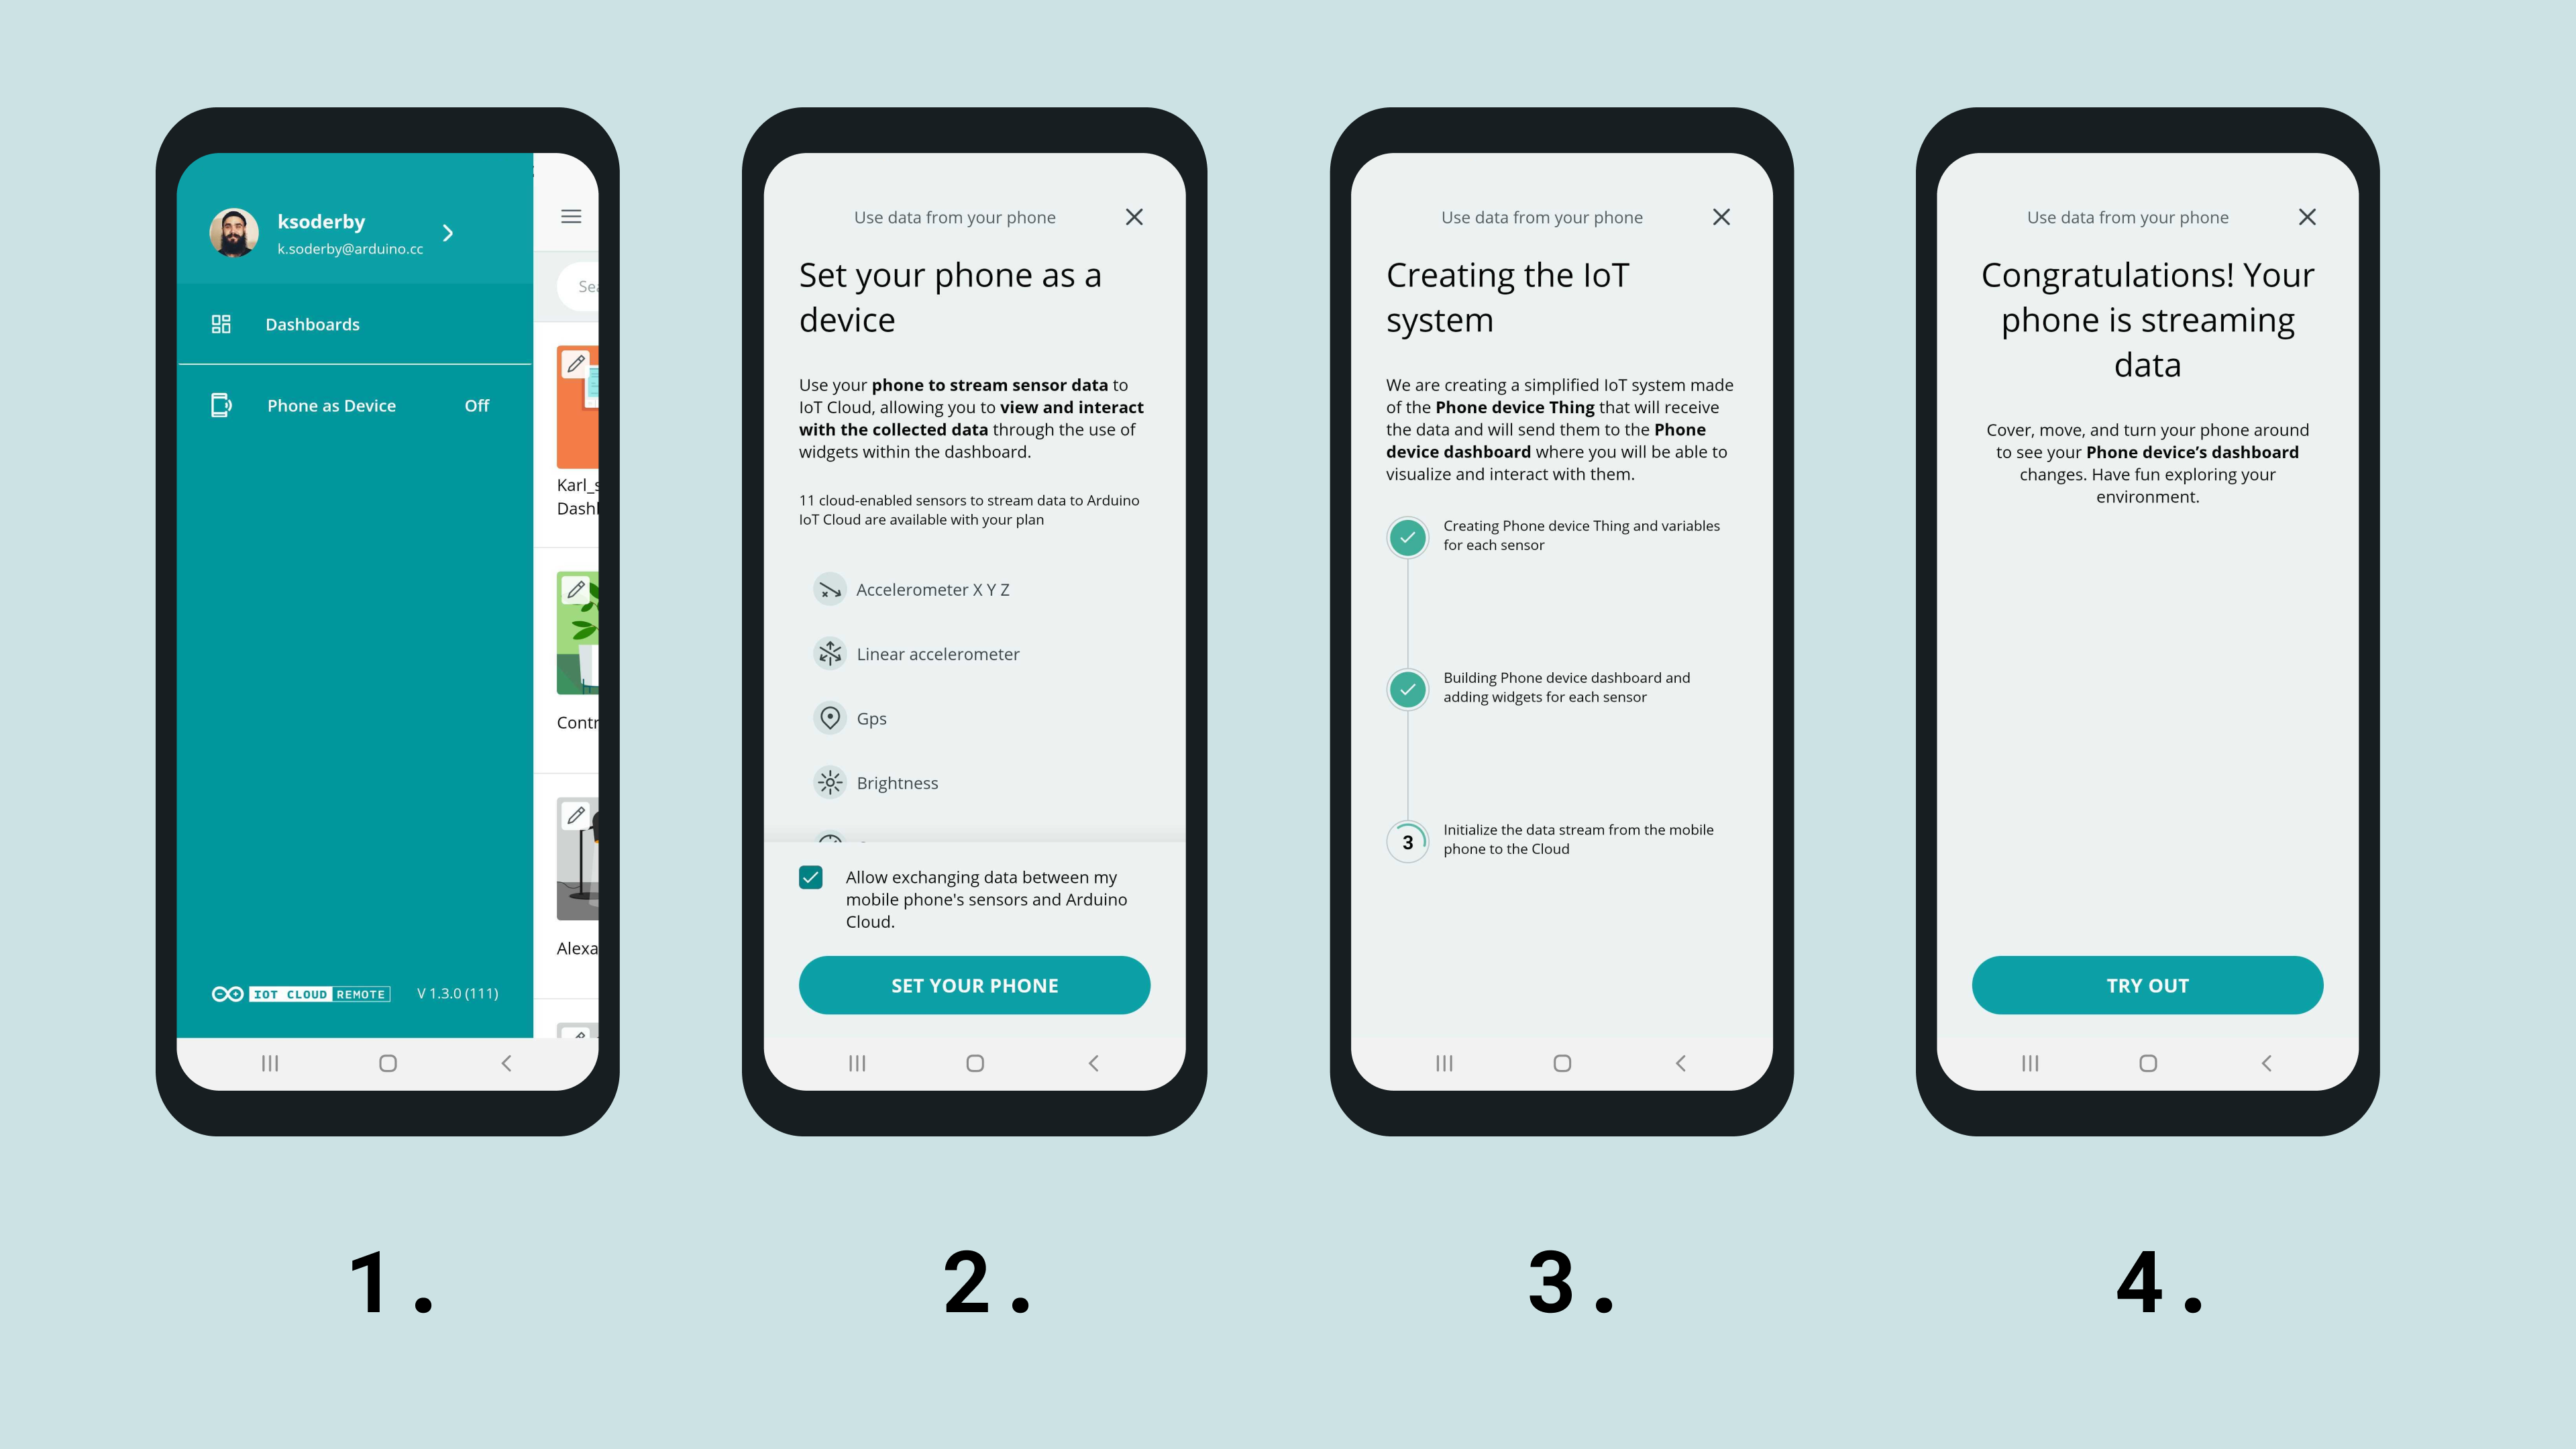 ksoderby
k.soderby@arduino.cc
Dashboards
Phone as Device Off
IOT CLOUD REMOTE V 1.3.0 (111)
Use data from your phone
Set your phone as a
device
Use your phone to stream sensor data to
IoT Cloud, allowing you to view and interact
with the collected data through the use of
widgets within the dashboard.
11 cloud-enabled sensors to stream data to Arduino
IoT Cloud are available with your plan
Accelerometer X Y Z
Linear accelerometer
Gps
Brightness
Allow exchanging data between my
mobile phone's sensors and Arduino
Cloud.
SET YOUR PHONE
Use data from your phone
Creating the IoT
system
We are creating a simplified IoT system made
of the Phone device Thing that will receive
the data and will send them to the Phone
device dashboard where you will be able to
visualize and interact with them.
Creating Phone device Thing and variables
for each sensor
Building Phone device dashboard and
adding widgets for each sensor
3
Initialize the data stream from the mobile
phone to the Cloud
Use data from your phone
Congratulations! Your
phone is streaming
data
Cover, move, and turn your phone around
to see your Phone device’s dashboard
changes. Have fun exploring your
environment.
TRY OUT
1.
2.
3.
4.